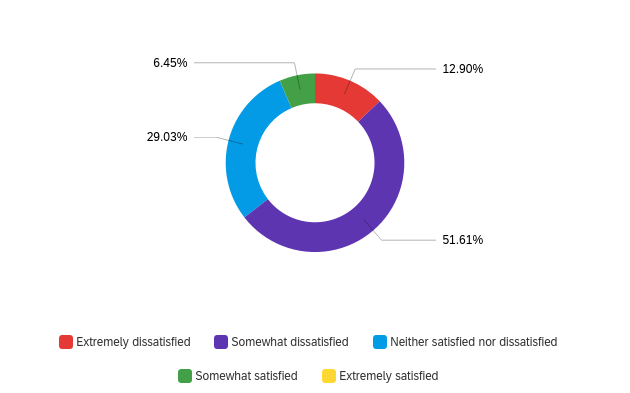 6.45%
12.90%
29.03%
51.61%
Extremely dissatisfied
Somewhat dissatisfied
Neither satisfied nor dissatisfied
Somewhat satisfied
Extremely satisfied